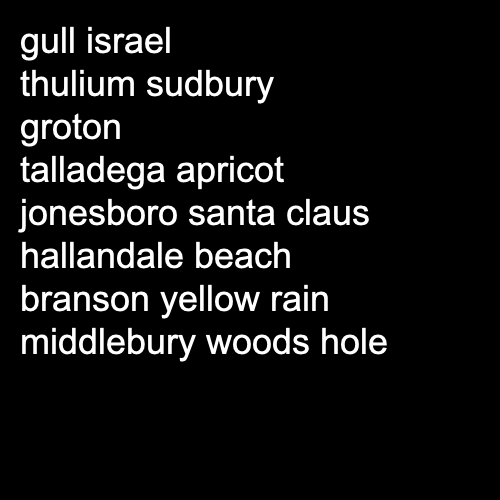 gull israel
thulium sudbury
groton
talladega apricot
jonesboro santa claus
hallandale beach
branson yellow rain
middlebury woods hole